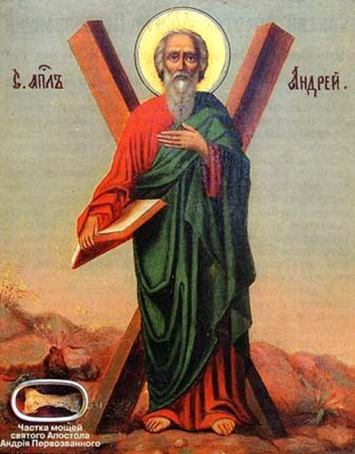 С. АПЛЪ
АНДРЕЙ.
Частка мощей
святого Апостола
Андрія Первозванного